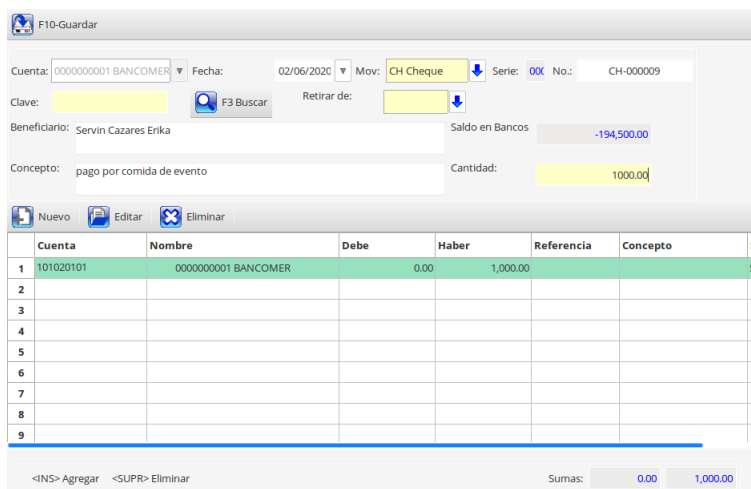 F10-Guardar
Cuenta: 0000000001 BANCOMER Fecha: 02/06/2020 Mov: CH Cheque Serie: 000 No.: CH-000009
Clave: F3 Buscar Retirar de:
Beneficiario: Servin Cazares Erika Saldo en Bancos -194,500.00
Concepto: pago por comida de evento Cantidad: 1000.00
Nuevo Editar Eliminar
Cuenta Nombre Debe Haber Referencia Concepto
1 101020101 0000000001 BANCOMER 0.00 1,000.00
2
3
4
5
6
7
8
9
<INS> Agregar <SUPR> Eliminar Sumas: 0.00 1,000.00